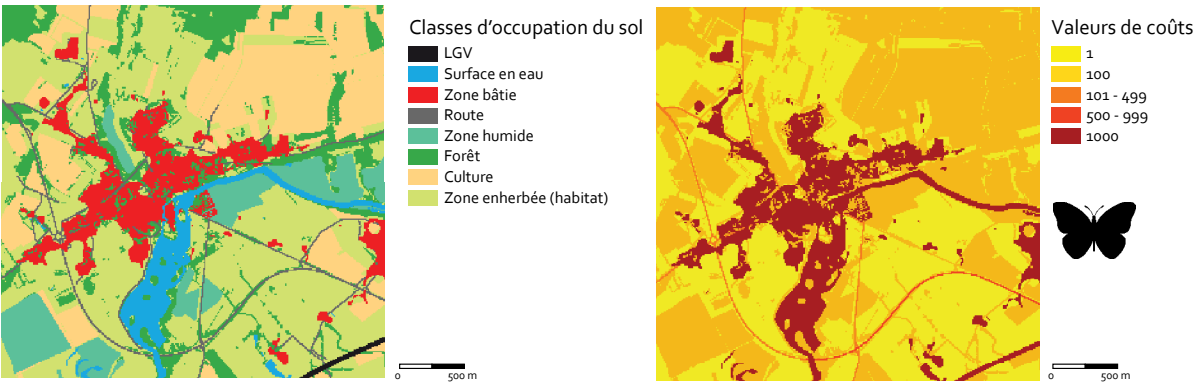 Classes d'occupation du sol
LGV
Surface en eau
Zone bâtie
Route
Zone humide
Forêt
Culture
Zone enherbée (habitat)
0 500 m
Valeurs de coûts
1
100
101 - 499
500 - 999
1000
0 500 m